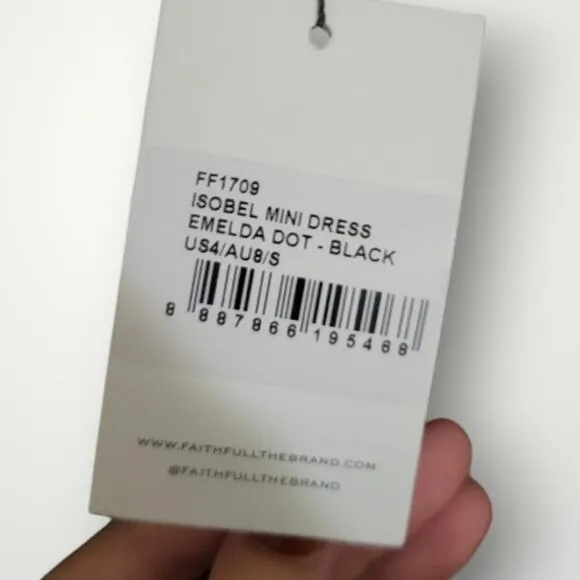 FF1709
ISOBEL MINI DRESS
EMELDA DOT - BLACK
US4/AU8/S
8 887866 195468
WWW.FAITHFULLTHEBRAND.COM
@FAITHFULLTHEBRAND